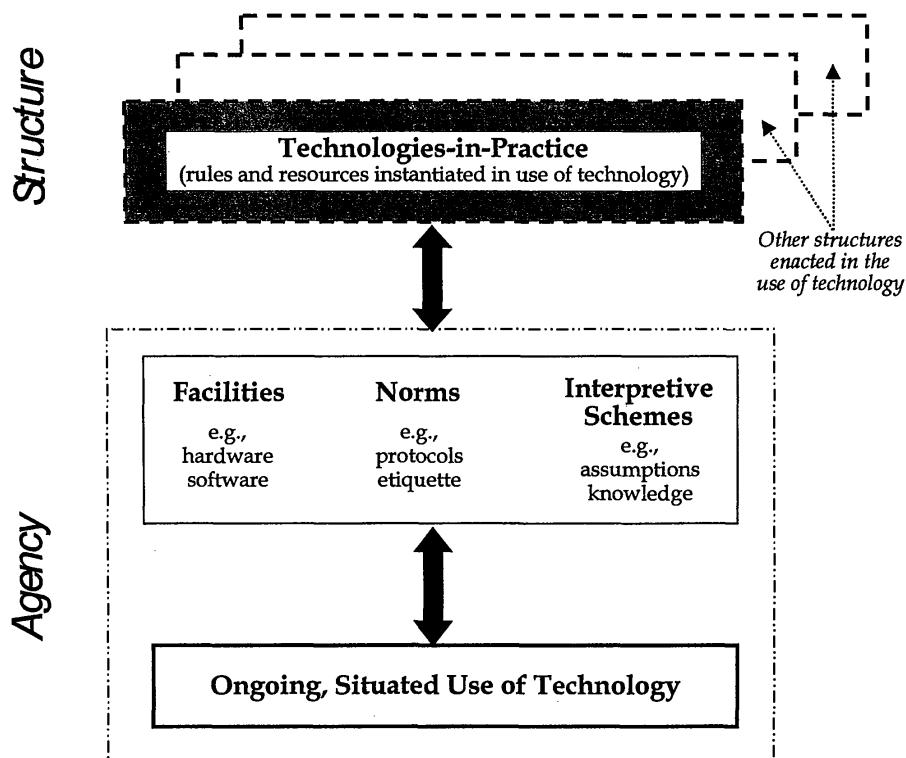 Structure
Technologies-in-Practice
(rules and resources instantiated in use of technology)
Other structures
enacted in the
use of technology
Agency
Facilities
e.g.,
hardware
software
Norms
e.g.,
protocols
etiquette
Interpretive
Schemes
e.g.,
assumptions
knowledge
Ongoing, Situated Use of Technology